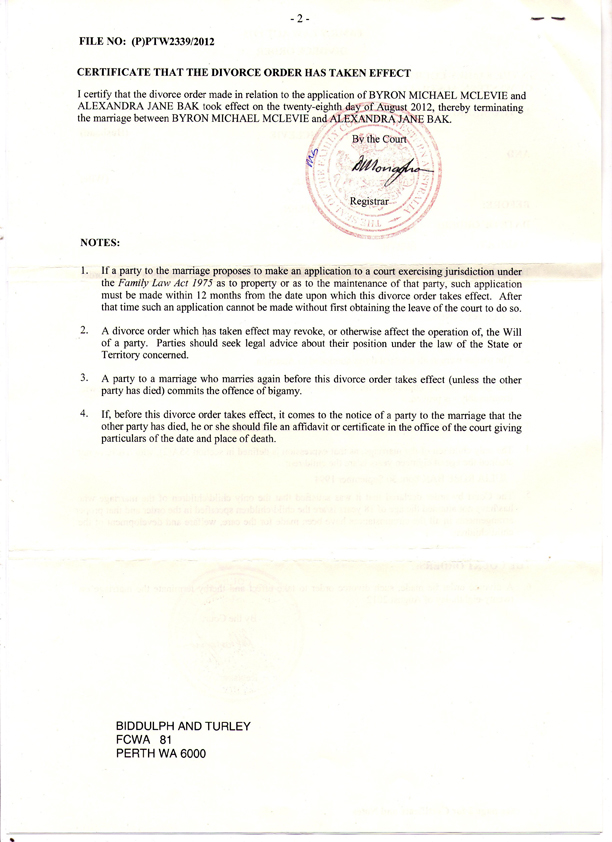 - 2 -
FILE NO: (P)PTW2339/2012
CERTIFICATE THAT THE DIVORCE ORDER HAS TAKEN EFFECT
I certify that the divorce order made in relation to the application of BYRON MICHAEL MCLEVIE and
ALEXANDRA JANE BAK took effect on the twenty-eighth day of August 2012, thereby terminating
the marriage between BYRON MICHAEL MCLEVIE and ALEXANDRA JANE BAK.
By the Court
Registrar
NOTES:
1. If a party to the marriage proposes to make an application to a court exercising jurisdiction under
the Family Law Act 1975 as to property or as to the maintenance of that party, such application
must be made within 12 months from the date upon which this divorce order takes effect. After
that time such an application cannot be made without first obtaining the leave of the court to do so.
2. A divorce order which has taken effect may revoke, or otherwise affect the operation of, the Will
of a party. Parties should seek legal advice about their position under the law of the State or
Territory concerned.
3. A party to a marriage who marries again before this divorce order takes effect (unless the other
party has died) commits the offence of bigamy.
4. If, before this divorce order takes effect, it comes to the notice of a party to the marriage that the
other party has died, he or she should file an affidavit or certificate in the office of the court giving
particulars of the date and place of death.
BIDDULPH AND TURLEY
FCWA 81
PERTH WA 6000